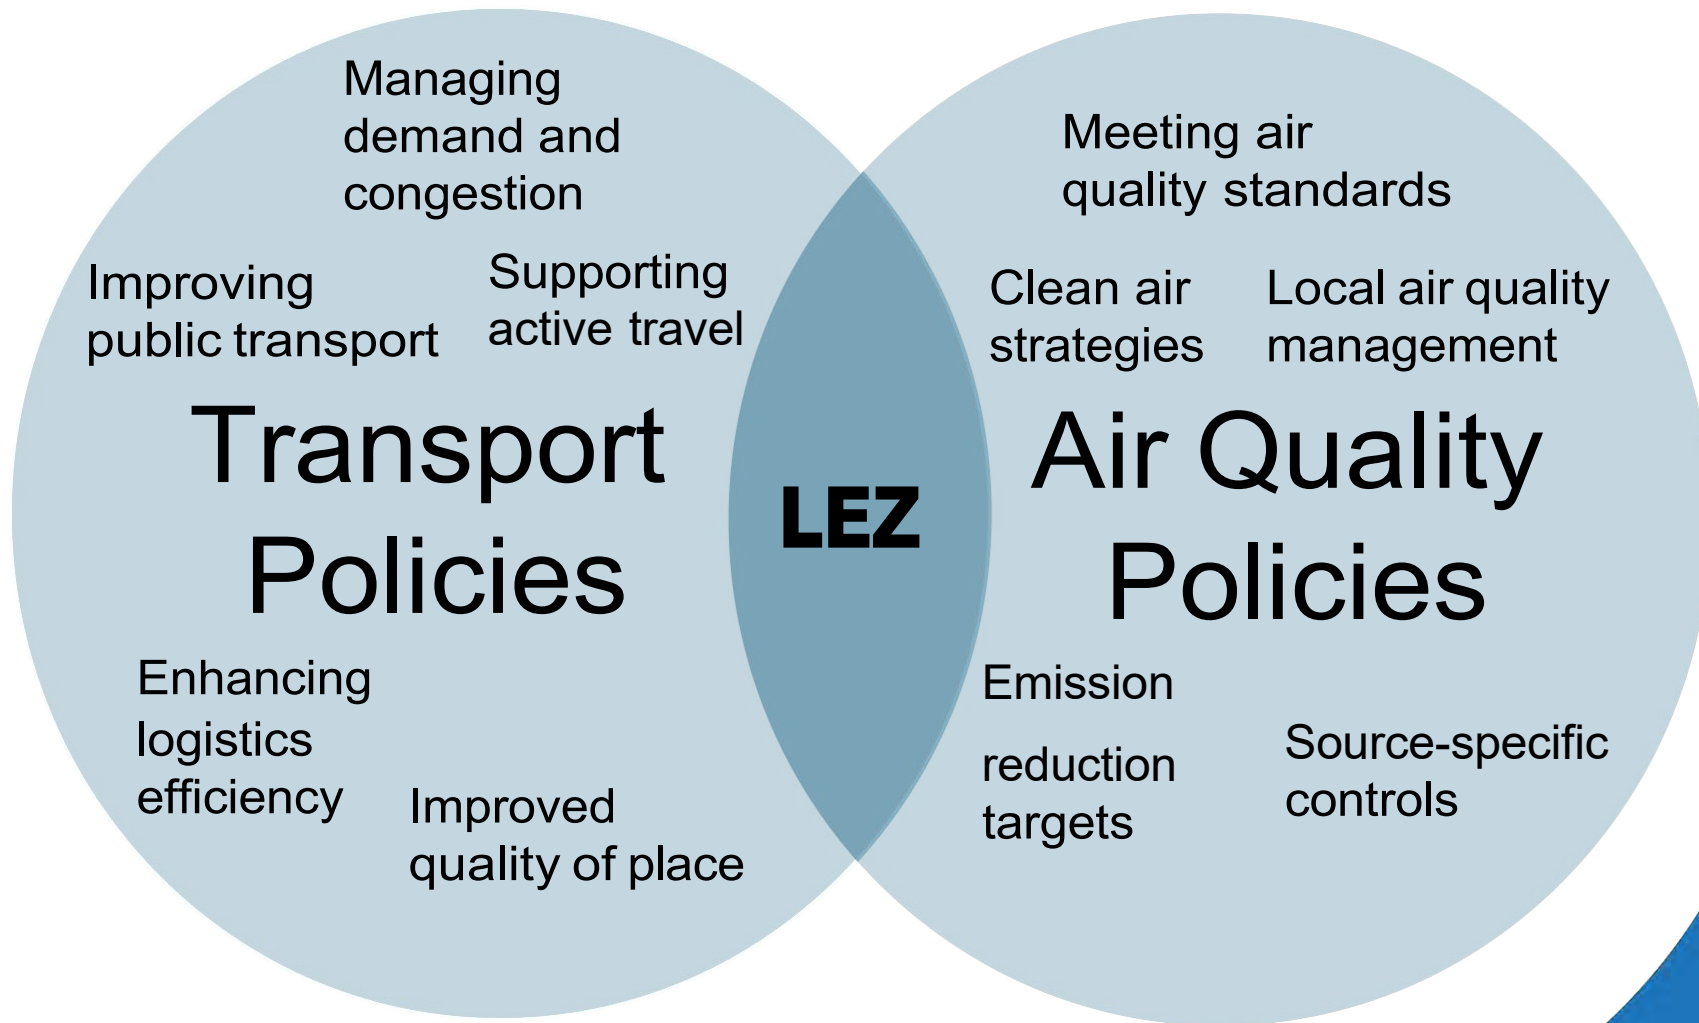 Managing
demand and
congestion
Improving
public transport
Supporting
active travel
Transport
Policies
Enhancing
logistics
efficiency
Improved
quality of place
LEZ
Meeting air
quality standards
Clean air
strategies
Local air quality
management
Air Quality
Policies
Emission
reduction
targets
Source-specific
controls